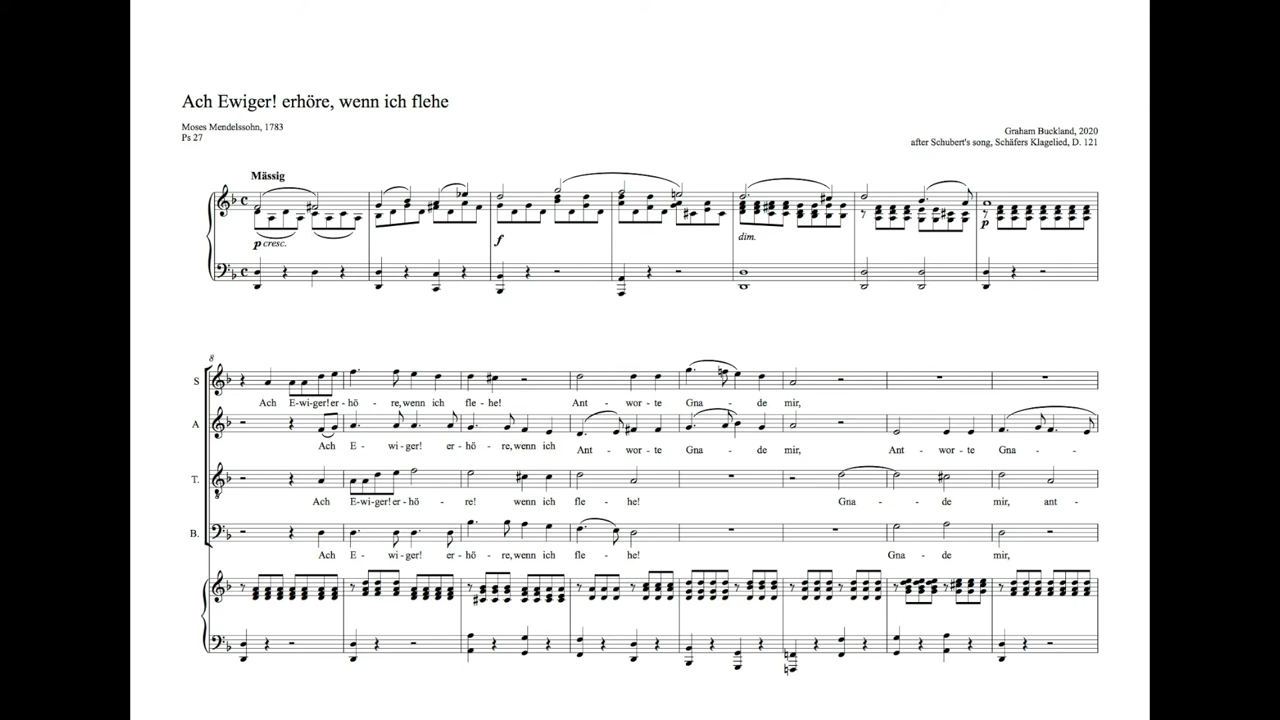 Ach Ewiger! erhöre, wenn ich flehe
Moses Mendelssohn, 1783
Ps 27
Graham Buckland, 2020
after Schubert's song, Schäfers Klagelied, D. 121
Mässig
p cresc.
f
dim.
p
8
S
Ach E-wi-ger! er-hö - re, wenn ich fle-he! Ant - wor - te Gna - de mir,
A
Ach E - wi-ger! er-hö-re, wenn ich Ant - wor - te Gna - de mir, Ant-wor-te Gna -
T.
Ach E-wi-ger! er-hö - re! wenn ich fle - he! Gna - de mir, ant -
B.
Ach E - wi-ger! er-hö-re, wenn ich fle - he! Gna - de mir,